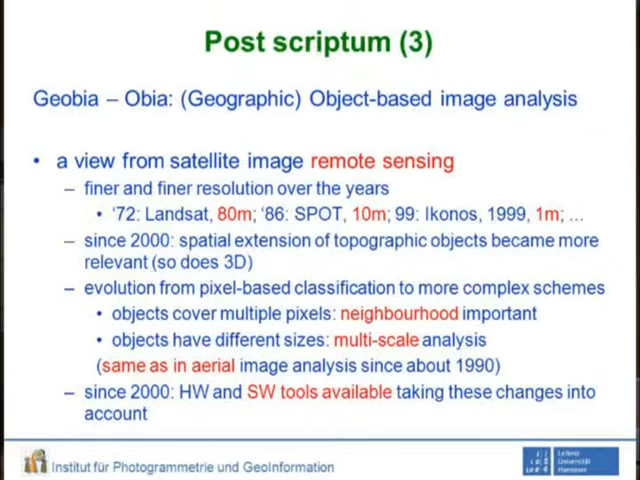 Post scriptum (3)
Geobia – Obia: (Geographic) Object-based image analysis
• a view from satellite image remote sensing
– finer and finer resolution over the years
• ‘72: Landsat, 80m; ‘86: SPOT, 10m; 99: Ikonos, 1999, 1m; ...
– since 2000: spatial extension of topographic objects became more
relevant (so does 3D)
– evolution from pixel-based classification to more complex schemes
• objects cover multiple pixels: neighbourhood important
• objects have different sizes: multi-scale analysis
(same as in aerial image analysis since about 1990)
– since 2000: HW and SW tools available taking these changes into
account
Institut für Photogrammetrie und GeoInformation
Leibniz
Universität
Hannover